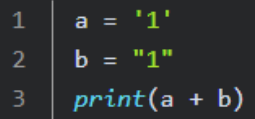 1 a = '1'
2 b = "1"
3 print(a + b)